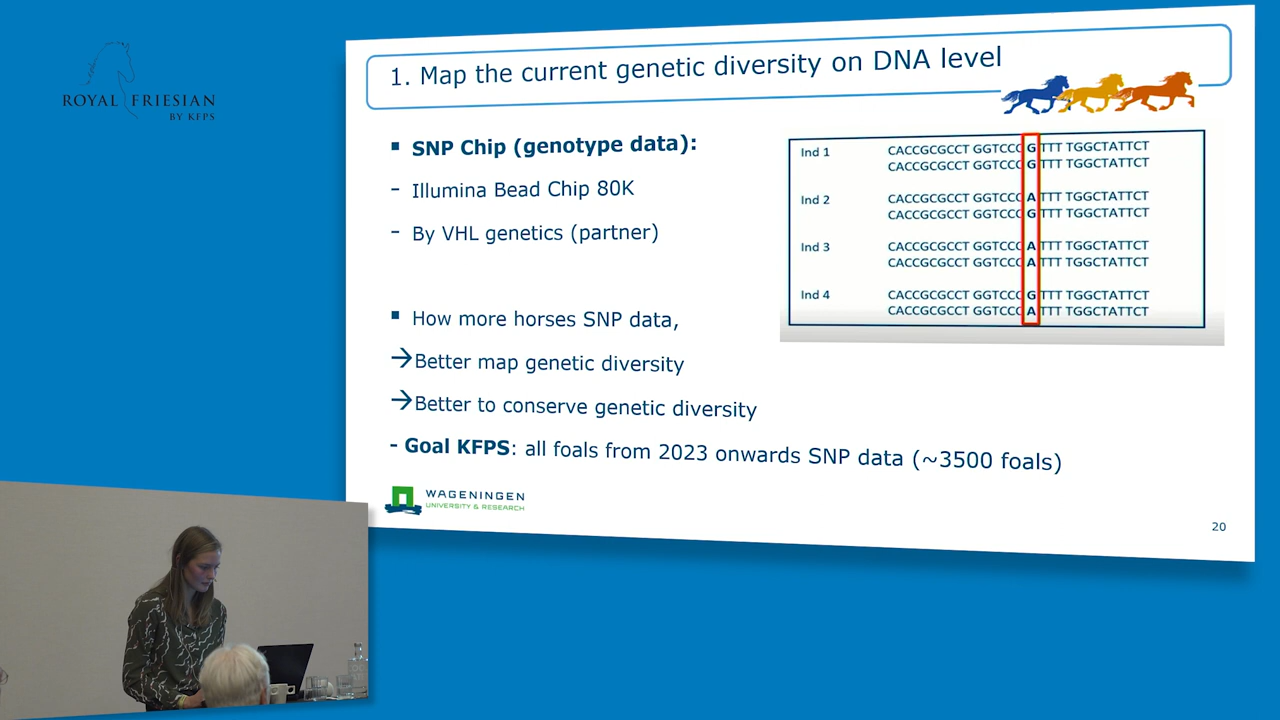 ROYAL FRIESIAN
BY KFPS
1. Map the current genetic diversity on DNA level
▪ SNP Chip (genotype data):
- Illumina Bead Chip 80K
- By VHL genetics (partner)
▪ How more horses SNP data,
→Better map genetic diversity
→Better to conserve genetic diversity
- Goal KFPS: all foals from 2023 onwards SNP data (~3500 foals)
Ind 1 CACCGCGCCT GGTCCC G TTT TGGCTATTCT
CACCGCGCCT GGTCCC G TTT TGGCTATTCT
Ind 2 CACCGCGCCT GGTCCC A TTT TGGCTATTCT
CACCGCGCCT GGTCCC G TTT TGGCTATTCT
Ind 3 CACCGCGCCT GGTCCC A TTT TGGCTATTCT
CACCGCGCCT GGTCCC A TTT TGGCTATTCT
Ind 4 CACCGCGCCT GGTCCC G TTT TGGCTATTCT
CACCGCGCCT GGTCCC A TTT TGGCTATTCT
WAGENINGEN
UNIVERSITY & RESEARCH
20